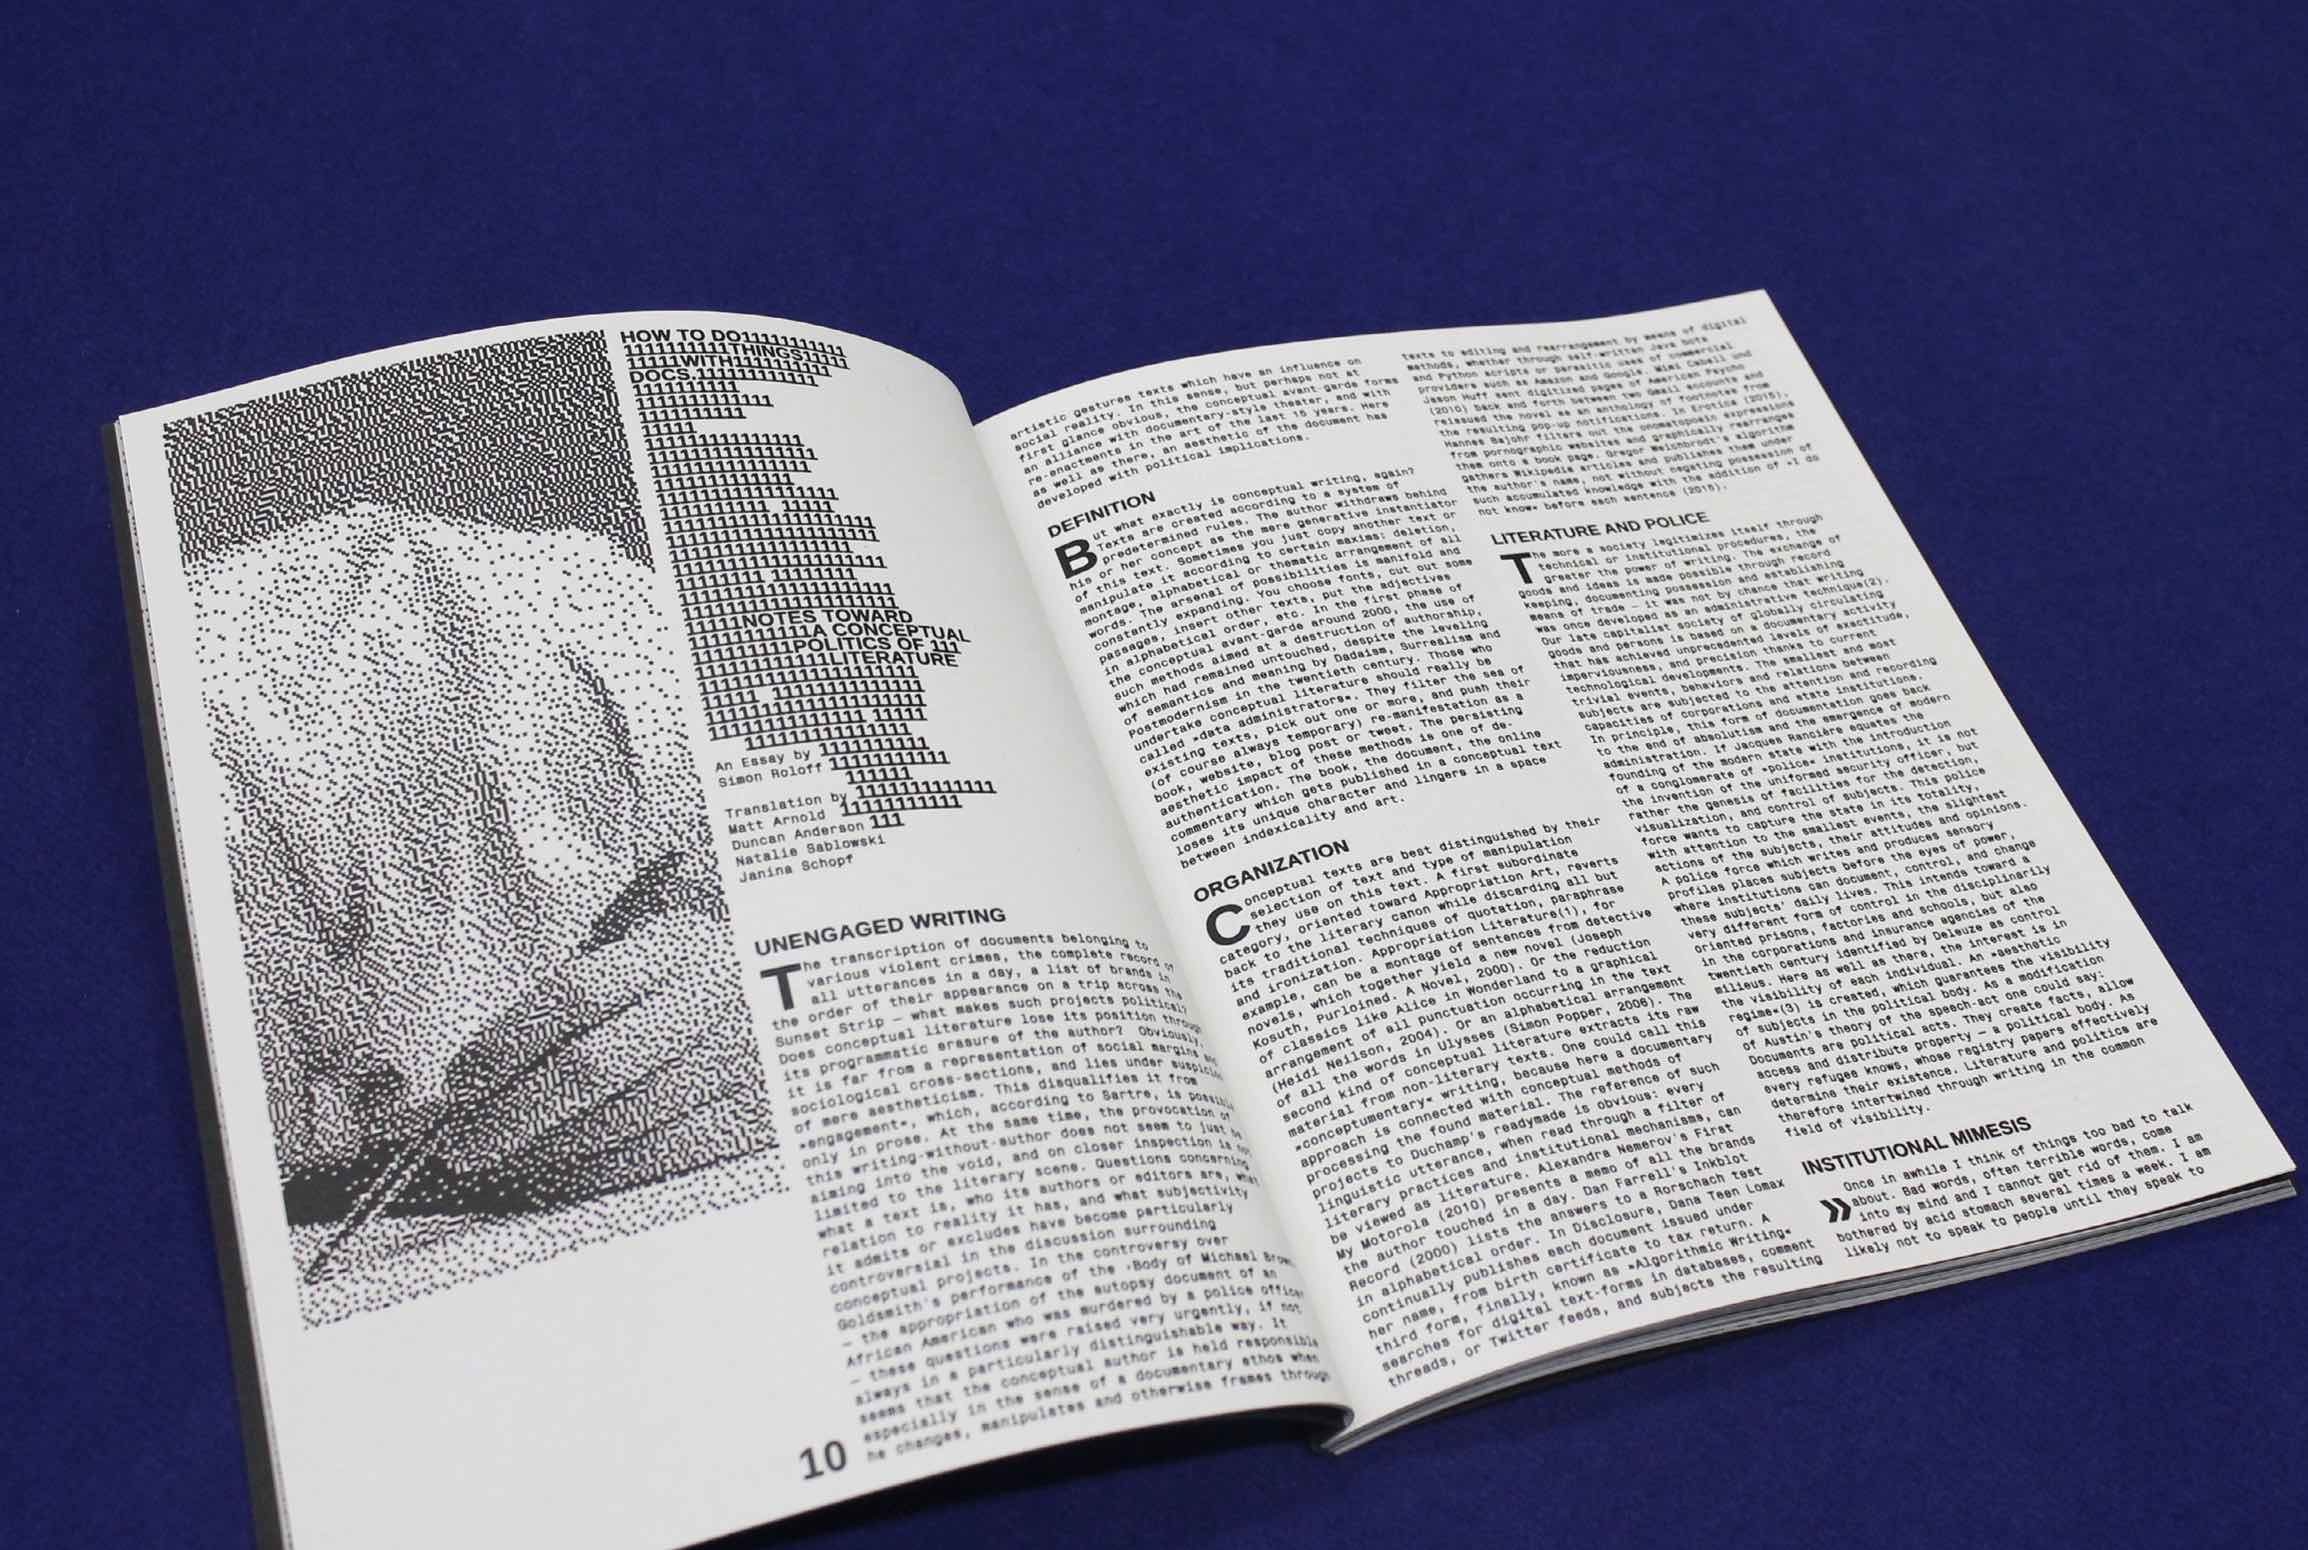 HOW TO DO
THINGS
WITH
DOCS.
NOTES TOWARD
A CONCEPTUAL
POLITICS OF
LITERATURE
An Essay by
Simon Roloff
Translation by
Matt Arnold
Duncan Anderson
Natalie Sablowski
Janina Schopf
UNENGAGED WRITING
The transcription of documents belonging to
various violent crimes, the complete record of
all utterances in a day, a list of brands in
the order of their appearance on a trip across the
Sunset Strip — what makes such projects political?
Does conceptual literature lose its position through
its programmatic erasure of the author? Obviously,
it is far from a representation of social margins and
sociological cross-sections, and lies under suspicion
of mere aestheticism. This disqualifies it from
»engagement«, which, according to Sartre, is possible
only in prose. At the same time, the provocation of
this writing-without-author does not seem to just be
aiming into the void, and on closer inspection is not
limited to the literary scene. Questions concerning
what a text is, who its authors or editors are, what
relation to reality it has, and what subjectivity
it admits or excludes have become particularly
controversial in the discussion surrounding
conceptual projects. In the controversy over
Goldsmith's performance of the ›Body of Michael Brown
— the appropriation of the autopsy document of an
African American who was murdered by a police officer
— these questions were raised very urgently, if not
always in a particularly distinguishable way. It
seems that the conceptual author is held responsible
especially in the sense of a documentary ethos when
he changes, manipulates and otherwise frames through
10
artistic gestures texts which have an influence on
social reality. In this sense, but perhaps not at
first glance obvious, the conceptual avant-garde forms
an alliance with documentary-style theater, and with
re-enactments in the art of the last 15 years. Here
as well as there, an aesthetic of the document has
developed with political implications.
DEFINITION
But what exactly is conceptual writing, again?
Texts are created according to a system of
predetermined rules. The author withdraws behind
his or her concept as the mere generative instantiator
of this text. Sometimes you just copy another text or
manipulate it according to certain maxims: deletion,
montage, alphabetical or thematic arrangement of all
words. The arsenal of possibilities is manifold and
constantly expanding. You choose fonts, cut out some
passages, insert other texts, put the adjectives
in alphabetical order, etc. In the first phase of
the conceptual avant-garde around 2000, the use of
such methods aimed at a destruction of authorship,
which had remained untouched, despite the leveling
of semantics and meaning by Dadaism, Surrealism and
Postmodernism in the twentieth century. Those who
undertake conceptual literature should really be
called »data administrators«. They filter the sea of
existing texts, pick out one or more, and push their
(of course always temporary) re-manifestation as a
book, website, blog post or tweet. The persisting
aesthetic impact of these methods is one of de-
authentication. The book, the document, the online
commentary which gets published in a conceptual text
loses its unique character and lingers in a space
between indexicality and art.
ORGANIZATION
Conceptual texts are best distinguished by their
selection of text and type of manipulation
they use on this text. A first subordinate
category, oriented toward Appropriation Art, reverts
back to the literary canon while discarding all but
its traditional techniques of quotation, paraphrase
and ironization. Appropriation Literature(1), for
example, can be a montage of sentences from detective
novels, which together yield a new novel (Joseph
Kosuth, Purloined. A Novel, 2000). Or the reduction
of classics like Alice in Wonderland to a graphical
arrangement of all punctuation occurring in the text
(Heidi Neilson, 2004). Or an alphabetical arrangement
of all the words in Ulysses (Simon Popper, 2006). The
second kind of conceptual literature extracts its raw
material from non-literary texts. One could call this
»conceptumentary« writing, because here a documentary
approach is connected with conceptual methods of
processing the found material. The reference of such
projects to Duchamp's readymade is obvious: every
linguistic utterance, when read through a filter of
literary practices and institutional mechanisms, can
be viewed as literature. Alexandra Nemerov's First
My Motorola (2010) presents a memo of all the brands
the author touched in a day. Dan Farrell's Inkblot
Record (2000) lists the answers to a Rorschach test
in alphabetical order. In Disclosure, Dana Teen Lomax
continually publishes each document issued under
her name, from birth certificate to tax return. A
third form, finally, known as »Algorithmic Writing«
searches for digital text-forms in databases, comment
threads, or Twitter feeds, and subjects the resulting
texts to editing and rearrangement by means of digital
methods, whether through self-written Java bots
and Python scripts or parasitic uses of commercial
providers such as Amazon and Google. Mimi Cabell und
Jason Huff sent digitized pages of American Psycho
(2010) back and forth between two Gmail accounts and
reissued the novel as an anthology of footnotes from
the resulting pop-up notifications. In Erotica (2015),
Hannes Bajohr filters out the onomatopoein expressions
from pornographic websites and graphically rearranges
them onto a book page. Gregor Weichbrodt's algorithm
gathers Wikipedia articles and publishes them under
the author's name, not without negating possession of
such accumulated knowledge with the addition of »I do
not know« before each sentence (2015).
LITERATURE AND POLICE
The more a society legitimizes itself through
technical or institutional procedures, the
greater the power of writing. The exchange of
goods and ideas is made possible through record
keeping, documenting possession and establishing
means of trade — it was not by chance that writing
was once developed as an administrative technique(2).
Our late capitalist society of globally circulating
goods and persons is based on a documentary activity
that has achieved unprecedented levels of exactitude,
imperviousness, and precision thanks to current
technological developments. The smallest and most
trivial events, behaviors and relations between
subjects are subjected to the attention and recording
capacities of corporations and state institutions.
In principle, this form of documentation goes back
to the end of absolutism and the emergence of modern
administration. If Jacques Rancière equates the
founding of the modern state with the introduction
of a conglomerate of »police« institutions, it is not
the invention of the uniformed security officer, but
rather the genesis of facilities for the detection,
visualization, and control of subjects. This police
force wants to capture the state in its totality,
with attention to the smallest events, the slightest
actions of the subjects, their attitudes and opinions.
A police force which writes and produces sensory
profiles places subjects before the eyes of power,
where institutions can document, control, and change
these subjects' daily lives. This intends toward a
very different form of control in the disciplinarily
oriented prisons, factories and schools, but also
in the corporations and insurance agencies of the
twentieth century identified by Deleuze as control
milieus. Here as well as there, the interest is in
the visibility of each individual. An »aesthetic
regime«(3) is created, which guarantees the visibility
of subjects in the political body. As a modification
of Austin's theory of the speech-act one could say:
Documents are political acts. They create facts, allow
access and distribute property — a political body. As
every refugee knows, whose registry papers effectively
determine their existence. Literature and politics are
therefore intertwined through writing in the common
field of visibility.
INSTITUTIONAL MIMESIS
»Once in awhile I think of things too bad to talk
about. Bad words, often terrible words, come
into my mind and I cannot get rid of them. I am
bothered by acid stomach several times a week. I am
likely not to speak to people until they speak to